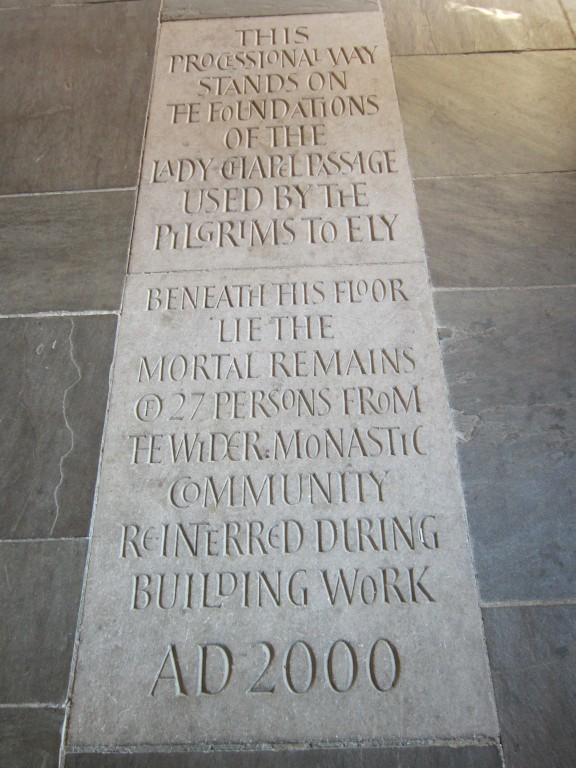 THIS
PROCESSIONAL WAY
STANDS ON
THE FOUNDATIONS
OF THE
LADY·CHAPEL PASSAGE
USED BY THE
PILGRIMS TO ELY
BENEATH THIS FLOOR
LIE THE
MORTAL REMAINS
OF 27 PERSONS FROM
THE WIDER·MONASTIC
COMMUNITY
RE·INTERRED DURING
BUILDING WORK
AD·2000